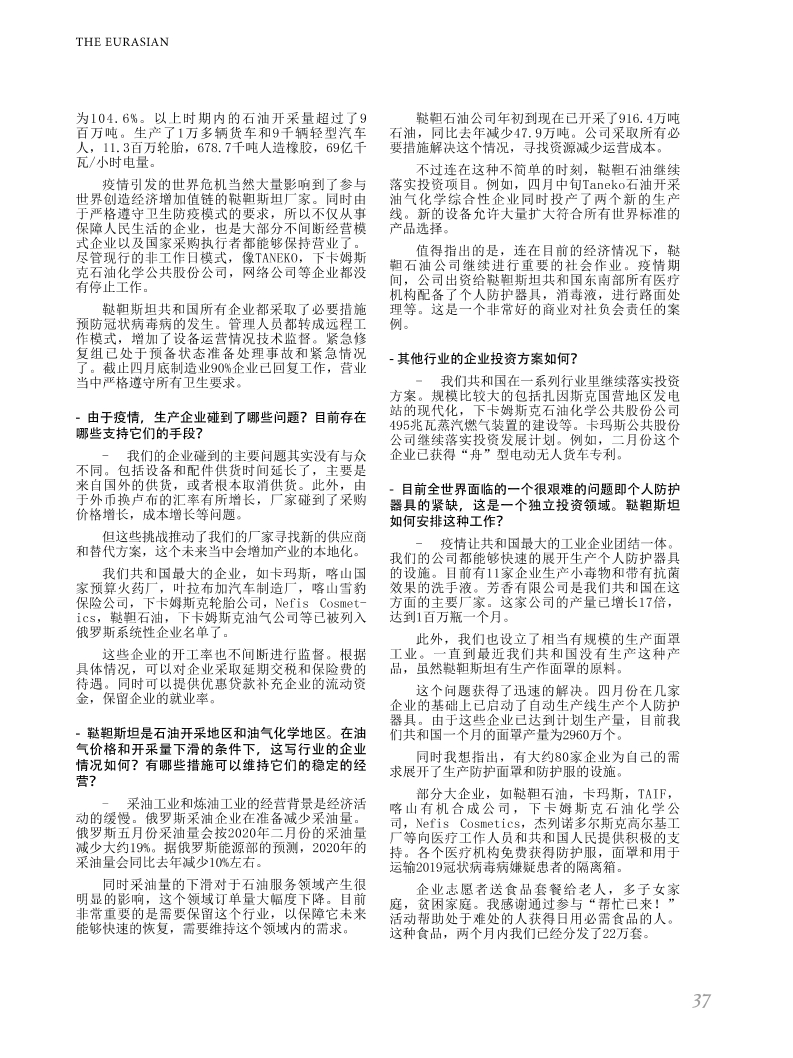 THE EURASIAN
为104.6%。以上时期内的石油开采量超过了9
百万吨。生产了1万多辆货车和9千辆轻型汽车
人，11.3百万轮胎，678.7千吨人造橡胶，69亿千
瓦/小时电量。
疫情引发的世界危机当然大量影响到了参与
世界创造经济增加值链的鞑靼斯坦厂家。同时由
于严格遵守卫生防疫模式的要求，所以不仅从事
保障人民生活的企业，也是大部分不间断经营模
式企业以及国家采购执行者都能够保持营业了。
尽管现行的非工作日模式，像TANEKO，下卡姆斯
克石油化学公共股份公司，网络公司等企业都没
有停止工作。
鞑靼斯坦共和国所有企业都采取了必要措施
预防冠状病毒病的发生。管理人员都转成远程工
作模式，增加了设备运营情况技术监督。紧急修
复组已处于预备状态准备处理事故和紧急情况
了。截止四月底制造业90%企业已回复工作，营业
当中严格遵守所有卫生要求。
- 由于疫情，生产企业碰到了哪些问题？目前存在
哪些支持它们的手段？
— 我们的企业碰到的主要问题其实没有与众
不同。包括设备和配件供货时间延长了，主要是
来自国外的供货，或者根本取消供货。此外，由
于外币换卢布的汇率有所增长，厂家碰到了采购
价格增长，成本增长等问题。
但这些挑战推动了我们的厂家寻找新的供应商
和替代方案，这个未来当中会增加产业的本地化。
我们共和国最大的企业，如卡玛斯，喀山国
家预算火药厂，叶拉布加汽车制造厂，喀山雪豹
保险公司，下卡姆斯克轮胎公司，Nefis Cosmet-
ics，鞑靼石油，下卡姆斯克油气公司等已被列入
俄罗斯系统性企业名单了。
这些企业的开工率也不间断进行监督。根据
具体情况，可以对企业采取延期交税和保险费的
待遇。同时可以提供优惠贷款补充企业的流动资
金，保留企业的就业率。
- 鞑靼斯坦是石油开采地区和油气化学地区。在油
气价格和开采量下滑的条件下，这写行业的企业
情况如何？有哪些措施可以维持它们的稳定的经
营？
— 采油工业和炼油工业的经营背景是经济活
动的缓慢。俄罗斯采油企业在准备减少采油量。
俄罗斯五月份采油量会按2020年二月份的采油量
减少大约19%。据俄罗斯能源部的预测，2020年的
采油量会同比去年减少10%左右。
同时采油量的下滑对于石油服务领域产生很
明显的影响，这个领域订单量大幅度下降。目前
非常重要的是需要保留这个行业，以保障它未来
能够快速的恢复，需要维持这个领域内的需求。
鞑靼石油公司年初到现在已开采了916.4万吨
石油，同比去年减少47.9万吨。公司采取所有必
要措施解决这个情况，寻找资源减少运营成本。
不过连在这种不简单的时刻，鞑靼石油继续
落实投资项目。例如，四月中旬Taneko石油开采
油气化学综合性企业同时投产了两个新的生产
线。新的设备允许大量扩大符合所有世界标准的
产品选择。
值得指出的是，连在目前的经济情况下，鞑
靼石油公司继续进行重要的社会作业。疫情期
间，公司出资给鞑靼斯坦共和国东南部所有医疗
机构配备了个人防护器具，消毒液，进行路面处
理等。这是一个非常好的商业对社负会责任的案
例。
- 其他行业的企业投资方案如何？
— 我们共和国在一系列行业里继续落实投资
方案。规模比较大的包括扎因斯克国营地区发电
站的现代化，下卡姆斯克石油化学公共股份公司
495兆瓦蒸汽燃气装置的建设等。卡玛斯公共股份
公司继续落实投资发展计划。例如，二月份这个
企业已获得“舟”型电动无人货车专利。
- 目前全世界面临的一个很艰难的问题即个人防护
器具的紧缺，这是一个独立投资领域。鞑靼斯坦
如何安排这种工作？
— 疫情让共和国最大的工业企业团结一体。
我们的公司都能够快速的展开生产个人防护器具
的设施。目前有11家企业生产小毒物和带有抗菌
效果的洗手液。芳香有限公司是我们共和国在这
方面的主要厂家。这家公司的产量已增长17倍，
达到1百万瓶一个月。
此外，我们也设立了相当有规模的生产面罩
工业。一直到最近我们共和国没有生产这种产
品，虽然鞑靼斯坦有生产作面罩的原料。
这个问题获得了迅速的解决。四月份在几家
企业的基础上已启动了自动生产线生产个人防护
器具。由于这些企业已达到计划生产量，目前我
们共和国一个月的面罩产量为2960万个。
同时我想指出，有大约80家企业为自己的需
求展开了生产防护面罩和防护服的设施。
部分大企业，如鞑靼石油，卡玛斯，TAIF，
喀山有机合成公司，下卡姆斯克石油化学公
司，Nefis Cosmetics，杰列诺多尔斯克高尔基工
厂等向医疗工作人员和共和国人民提供积极的支
持。各个医疗机构免费获得防护服，面罩和用于
运输2019冠状病毒病嫌疑患者的隔离箱。
企业志愿者送食品套餐给老人，多子女家
庭，贫困家庭。我感谢通过参与“帮忙已来！”
活动帮助处于难处的人获得日用必需食品的人。
这种食品，两个月内我们已经分发了22万套。
37